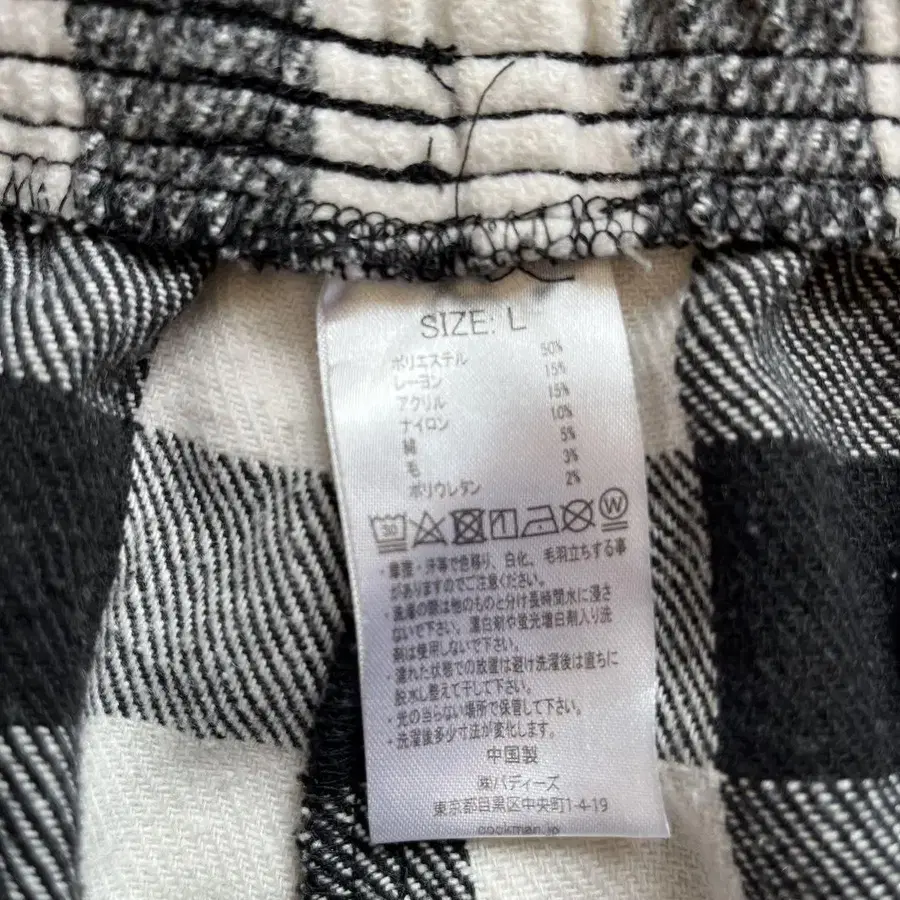 SIZE: L
ポリエステル 50%
レーヨン 15%
アクリル 15%
ナイロン 10%
綿 5%
毛 3%
ポリウレタン 2%
30 W
・摩擦・汗等で色移り、白化、毛羽立ちする事
がありますのでご注意ください。
・洗濯の際は他のものと分け長時間水に浸さ
ないで下さい。漂白剤や蛍光増白剤入り洗
剤は使用しないで下さい。
・濡れた状態での放置は避け洗濯後は直ちに
脱水し整えて干して下さい。
・光の当らない場所で保管して下さい。
・洗濯後多少寸法が変化します。
中国製
㈱バディーズ
東京都目黒区中央町1-4-19
cookman.jp